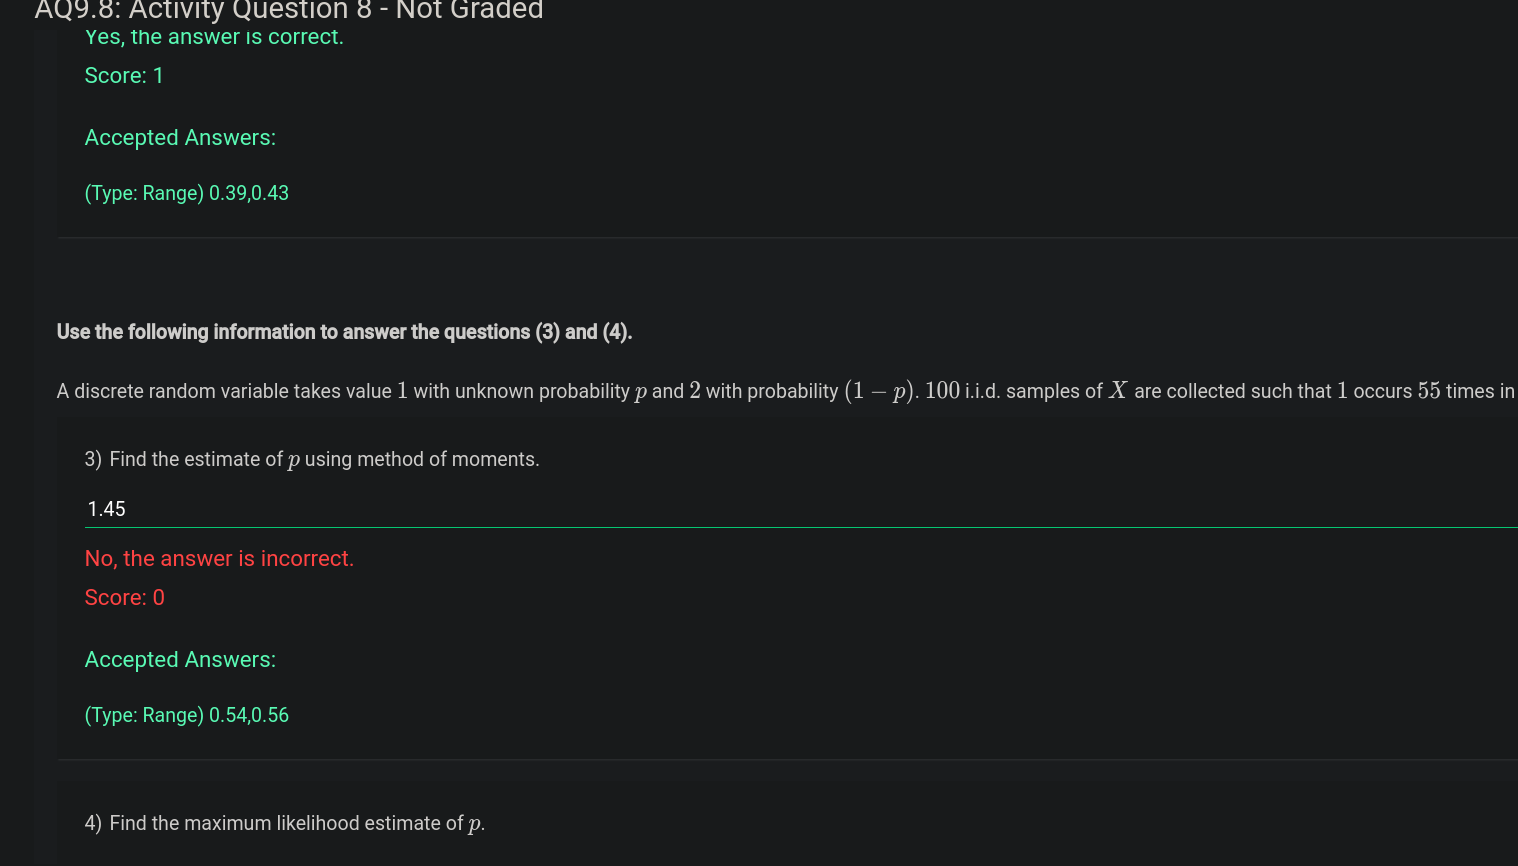 AQ9.8: Activity Question 8 - Not Graded
Yes, the answer is correct.
Score: 1
Accepted Answers:
(Type: Range) 0.39,0.43
Use the following information to answer the questions (3) and (4).
A discrete random variable takes value 1 with unknown probability p and 2 with probability (1 − p). 100 i.i.d. samples of X are collected such that 1 occurs 55 times in
3) Find the estimate of p using method of moments.
1.45
No, the answer is incorrect.
Score: 0
Accepted Answers:
(Type: Range) 0.54,0.56
4) Find the maximum likelihood estimate of p.